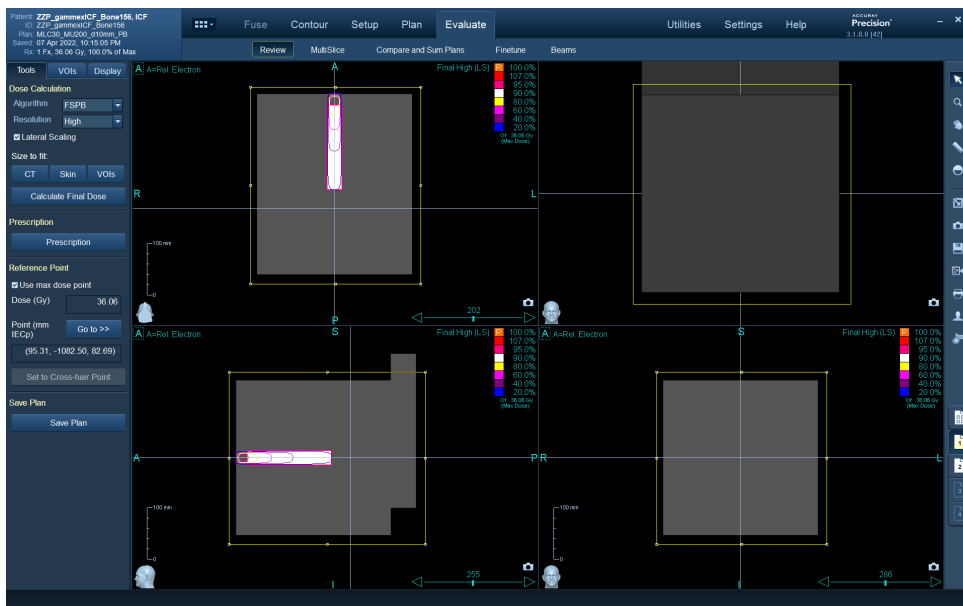 Patient: ZZP_gammexICF_Bone156, ICF
ID: ZZP_gammexICF_Bone156
Plan: MLC30_MU200_d10mm_PB
Saved: 07 Apr 2022, 10:15:05 PM
Rx: 1 Fx, 36.06 Gy, 100.0% of Max
Fuse Contour Setup Plan Evaluate Utilities Settings Help
ACCURAY
Precision
3.1.0.0 [42]
Review MultiSlice Compare and Sum Plans Finetune Beams
Tools VOIs Display
Dose Calculation
Algorithm FSPB
Resolution High
Lateral Scaling
Size to fit:
CT Skin VOIs
Calculate Final Dose
Prescription
Prescription
Reference Point
Use max dose point
Dose (Gy) 36.06
Point (mm IECp) Go to >>
(95.31, -1082.50, 82.69)
Set to Cross-hair Point
Save Plan
Save Plan
A A=Rel. Electron
A
Final High (LS)
P 100.0%
107.0%
95.0%
90.0%
80.0%
60.0%
40.0%
20.0%
Of 36.06 Gy
(Max Dose)
R
L
100 mm
0
P
202
A A=Rel. Electron
S
Final High (LS)
P 100.0%
107.0%
95.0%
90.0%
80.0%
60.0%
40.0%
20.0%
Of 36.06 Gy
(Max Dose)
A
P
100 mm
0
I
255
A A=Rel. Electron
S
Final High (LS)
P 100.0%
107.0%
95.0%
90.0%
80.0%
60.0%
40.0%
20.0%
Of 36.06 Gy
(Max Dose)
R
L
100 mm
0
I
286
1
2
3
4